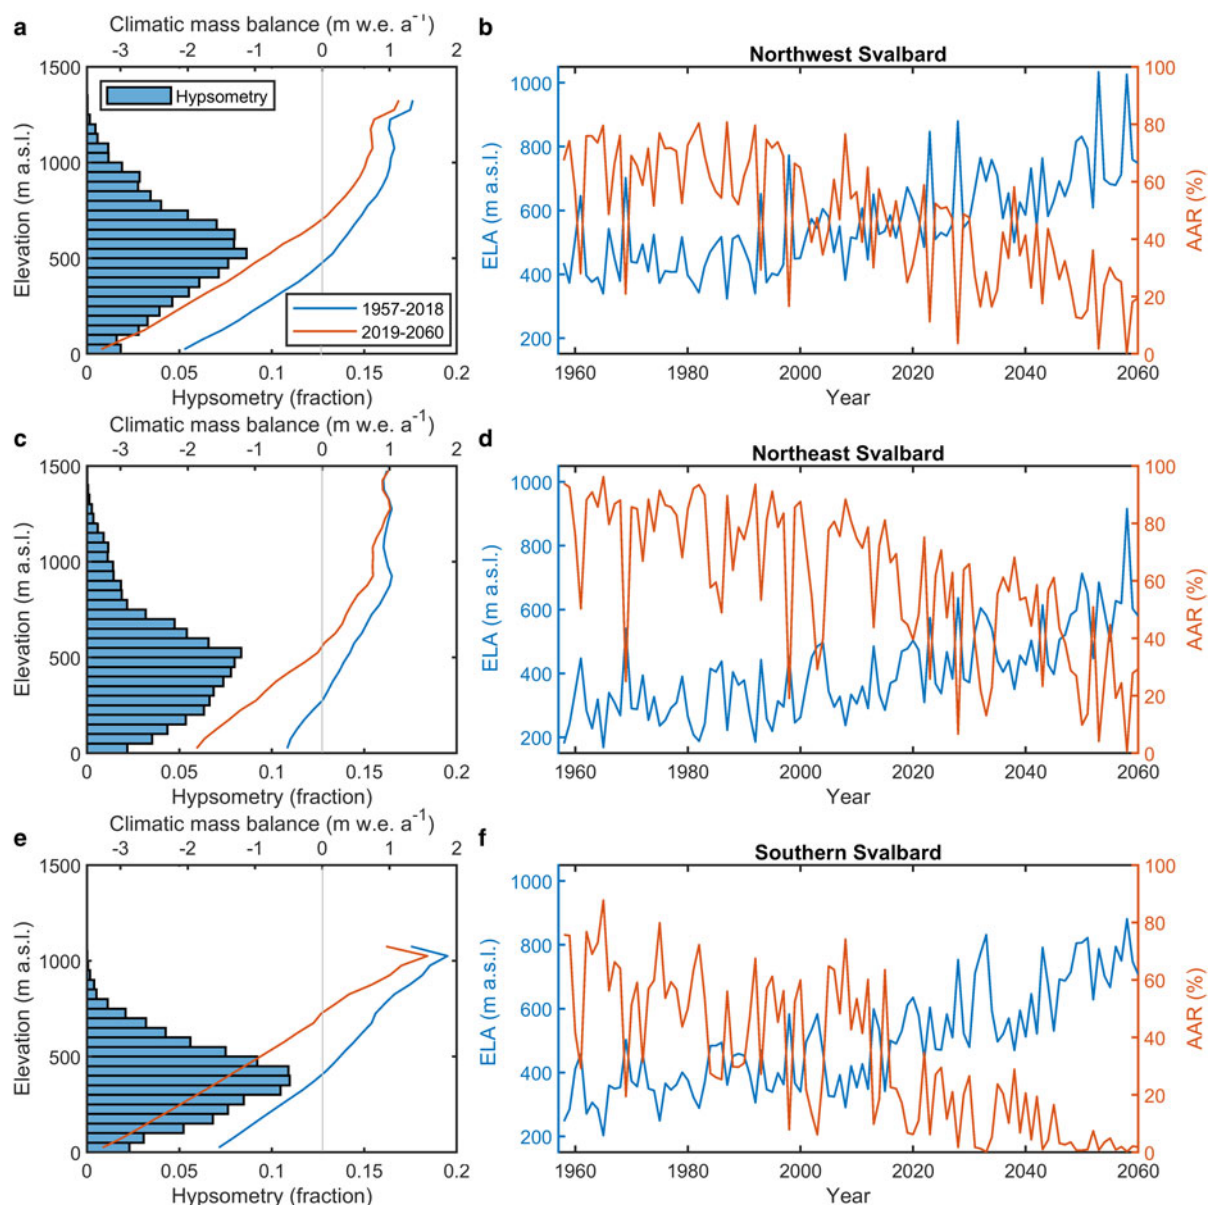 a
Climatic mass balance (m w.e. a⁻¹)
-3 -2 -1 0 1 2
1500
1000
500
0
Elevation (m a.s.l.)
Hypsometry
1957-2018
2019-2060
0 0.05 0.1 0.15 0.2
Hypsometry (fraction)
b
Northwest Svalbard
1000
800
600
400
200
ELA (m a.s.l.)
100
80
60
40
20
0
AAR (%)
1960 1980 2000 2020 2040 2060
Year
c
Climatic mass balance (m w.e. a⁻¹)
-3 -2 -1 0 1 2
1500
1000
500
0
Elevation (m a.s.l.)
0 0.05 0.1 0.15 0.2
Hypsometry (fraction)
d
Northeast Svalbard
1000
800
600
400
200
ELA (m a.s.l.)
100
80
60
40
20
0
AAR (%)
1960 1980 2000 2020 2040 2060
Year
e
Climatic mass balance (m w.e. a⁻¹)
-3 -2 -1 0 1 2
1500
1000
500
0
Elevation (m a.s.l.)
0 0.05 0.1 0.15 0.2
Hypsometry (fraction)
f
Southern Svalbard
1000
800
600
400
200
ELA (m a.s.l.)
100
80
60
40
20
0
AAR (%)
1960 1980 2000 2020 2040 2060
Year